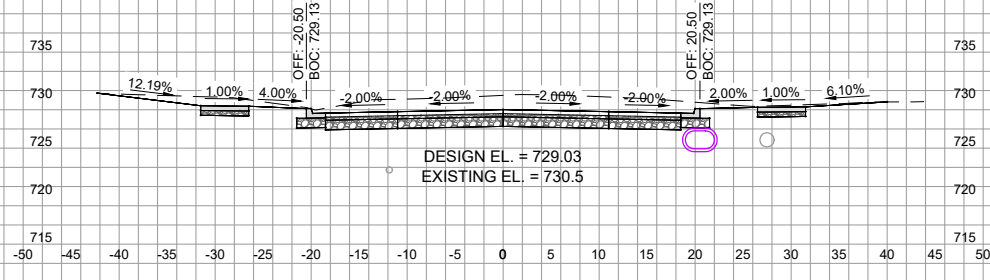 OFF: -20.50
BOC: 729.13
OFF: 20.50
BOC: 729.13
735 735
730 12.19% 1.00% 4.00% -2.00% -2.00% -2.00% -2.00% 2.00% 1.00% 6.10% 730
725 725
DESIGN EL. = 729.03
EXISTING EL. = 730.5
720 720
715 715
-50 -45 -40 -35 -30 -25 -20 -15 -10 -5 0 5 10 15 20 25 30 35 40 45 50